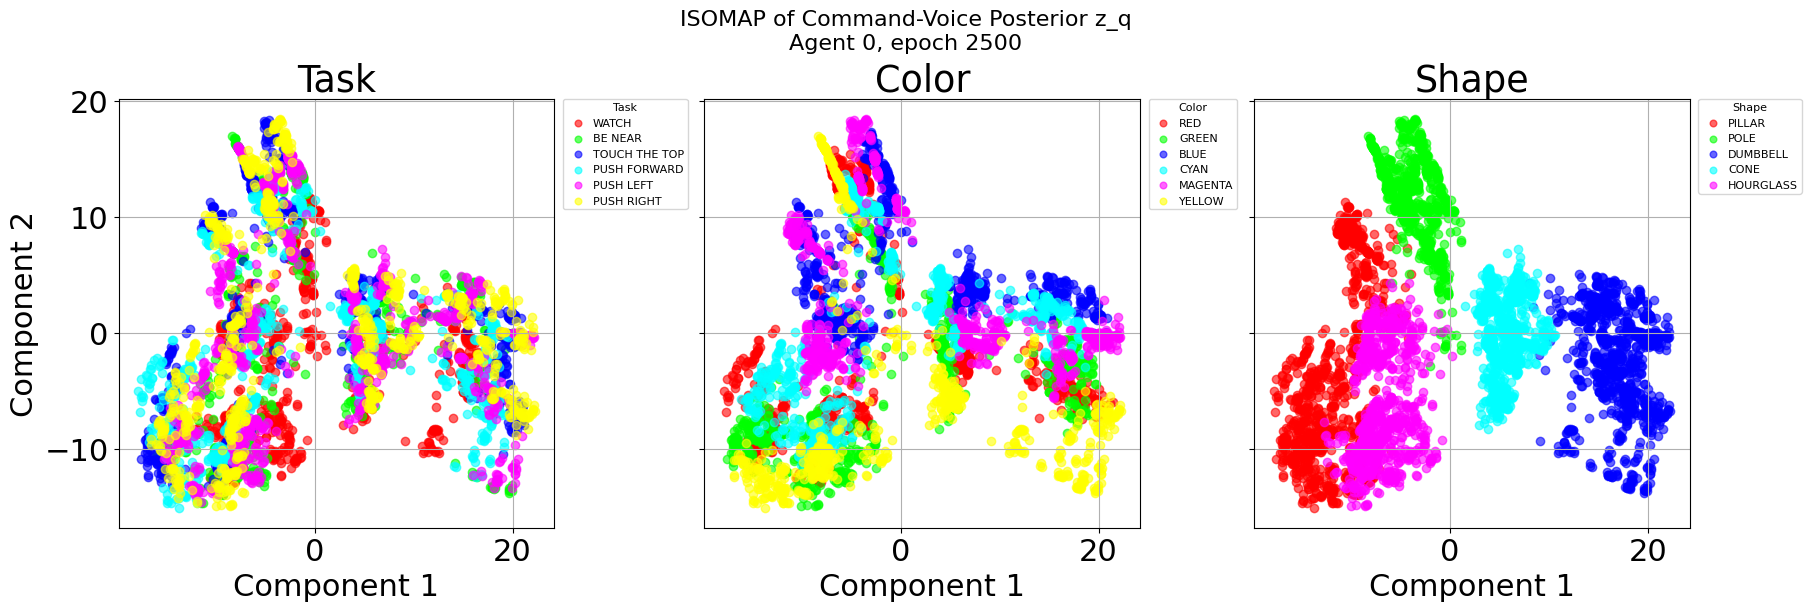 ISOMAP of Command-Voice Posterior z_q
Agent 0, epoch 2500
Task
Color
Shape
Task
WATCH
BE NEAR
TOUCH THE TOP
PUSH FORWARD
PUSH LEFT
PUSH RIGHT
Color
RED
GREEN
BLUE
CYAN
MAGENTA
YELLOW
Shape
PILLAR
POLE
DUMBBELL
CONE
HOURGLASS
Component 2
20
10
0
−10
0
20
0
20
0
20
Component 1
Component 1
Component 1